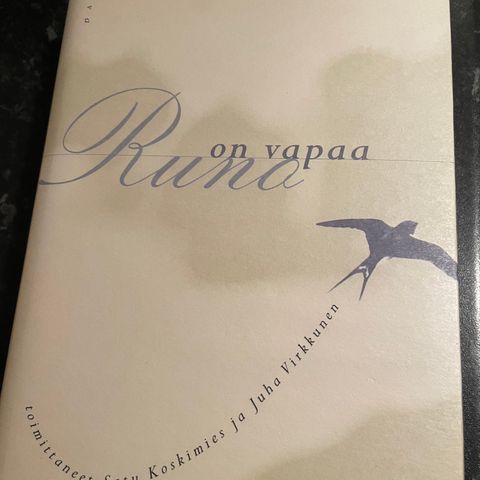 D A
Runo
on vapaa
toimittaneet Satu Koskimies ja Juha Virkkunen